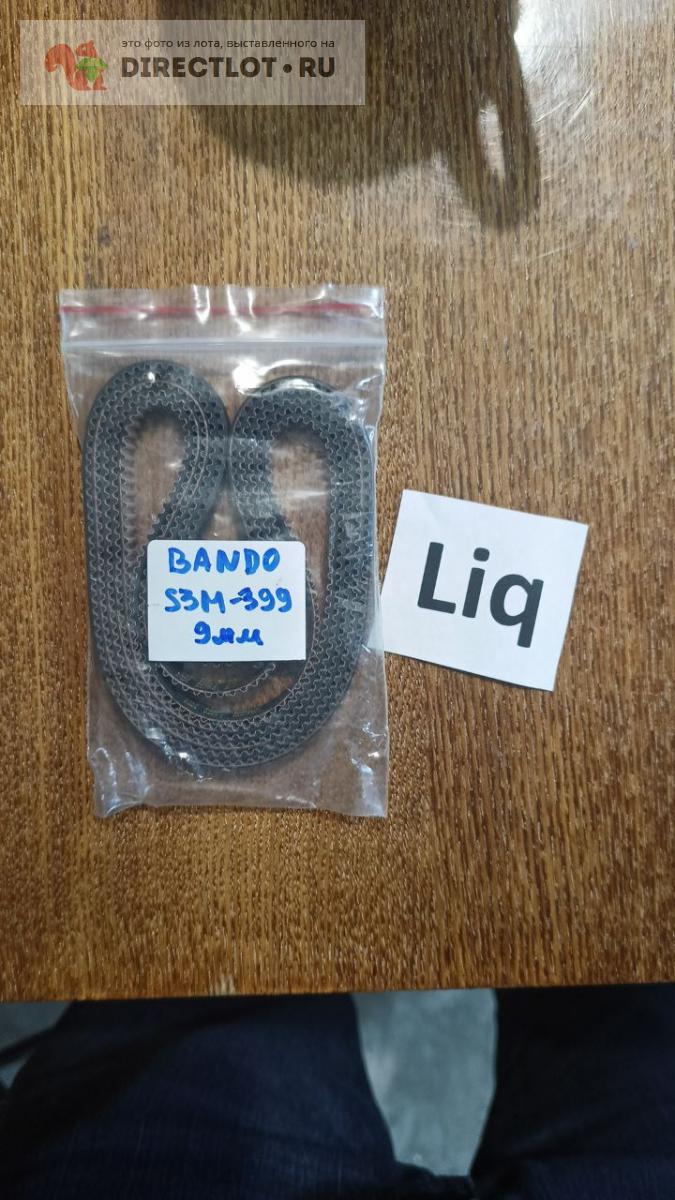 это фото из лота, выставленного на
DIRECTLOT•RU
BANDO
S3M-399
9мм
Liq